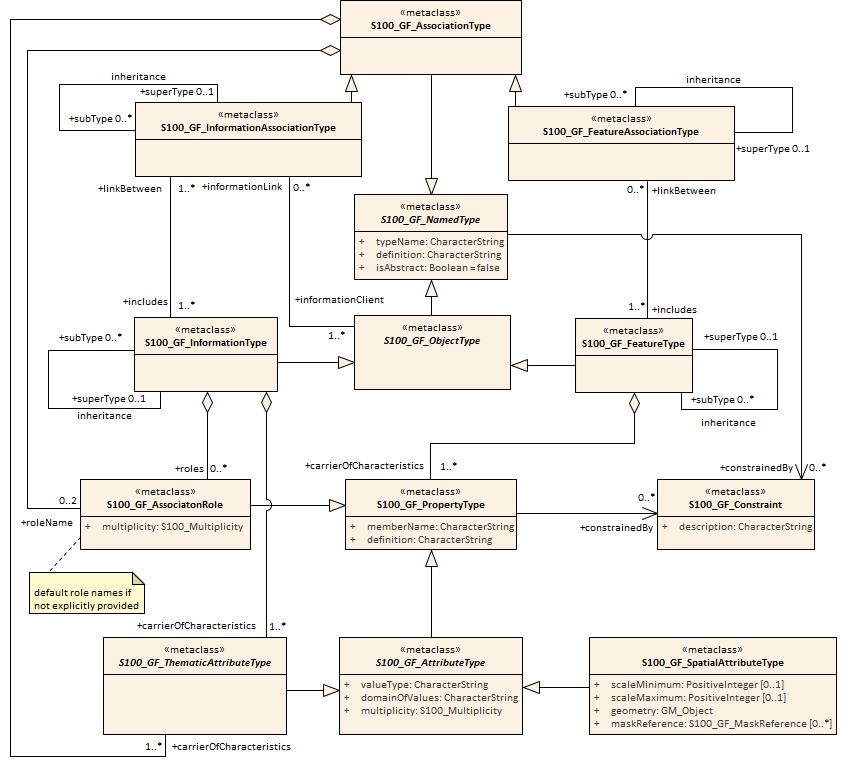 «metaclass»
S100_GF_AssociationType
inheritance
+superType 0..1
+subType 0..*
«metaclass»
S100_GF_InformationAssociationType
inheritance
+subType 0..*
«metaclass»
S100_GF_FeatureAssociationType
+superType 0..1
+linkBetween 1..*
+informationLink 0..*
0..* +linkBetween
«metaclass»
S100_GF_NamedType
+ typeName: CharacterString
+ definition: CharacterString
+ isAbstract: Boolean = false
+includes 1..*
+informationClient
1..*
1..* +includes
+subType 0..*
«metaclass»
S100_GF_InformationType
+superType 0..1
inheritance
«metaclass»
S100_GF_ObjectType
«metaclass»
S100_GF_FeatureType
+superType 0..1
+subType 0..*
inheritance
+roles 0..*
+carrierOfCharacteristics 1..*
+constrainedBy 0..*
0..2
+roleName
«metaclass»
S100_GF_AssociatonRole
+ multiplicity: S100_Multiplicity
«metaclass»
S100_GF_PropertyType
+ memberName: CharacterString
+ definition: CharacterString
0..*
+constrainedBy
«metaclass»
S100_GF_Constraint
+ description: CharacterString
default role names if
not explicitly provided
+carrierOfCharacteristics 1..*
«metaclass»
S100_GF_ThematicAttributeType
«metaclass»
S100_GF_AttributeType
+ valueType: CharacterString
+ domainOfValues: CharacterString
+ multiplicity: S100_Multiplicity
«metaclass»
S100_GF_SpatialAttributeType
+ scaleMinimum: PositiveInteger [0..1]
+ scaleMaximum: PositiveInteger [0..1]
+ geometry: GM_Object
+ maskReference: S100_GF_MaskReference [0..*]
1..* +carrierOfCharacteristics